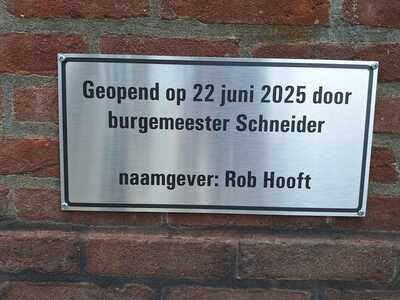 Geopend op 22 juni 2025 door
burgemeester Schneider
naamgever: Rob Hooft